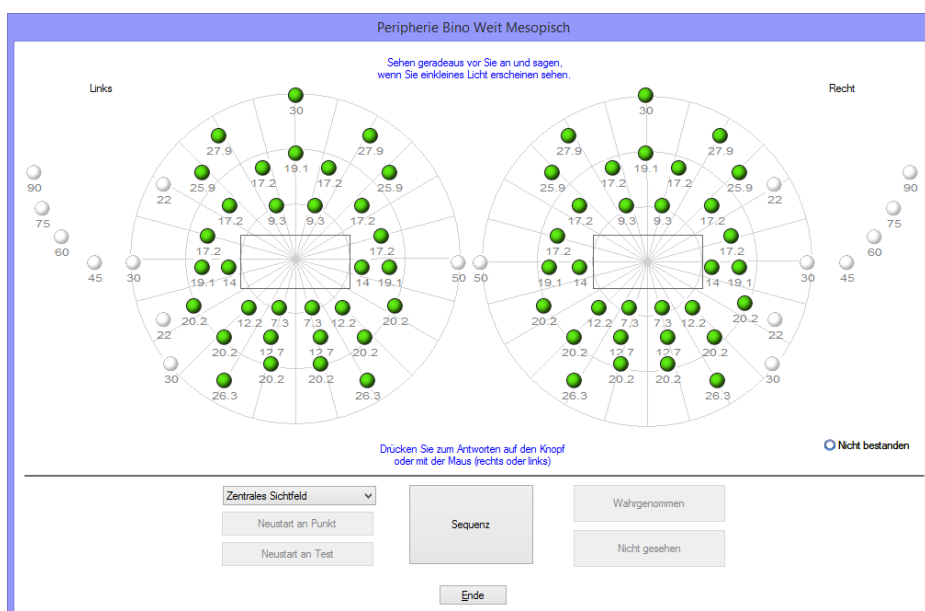 Peripherie Bino Weit Mesopisch
Sehen geradeaus vor Sie an und sagen,
wenn Sie einkleines Licht erscheinen sehen.
Links
Recht
30
30
27.9 27.9
27.9 27.9
19.1
19.1
17.2 17.2
17.2 17.2
25.9 25.9
25.9 25.9
90
90
22
22
17.2 9.3 9.3 17.2
17.2 9.3 9.3 17.2
75
75
60
60
17.2 17.2
17.2 17.2
45 30 19.1 14 14 19.1 50
50 19.1 14 14 19.1 30 45
20.2 12.2 7.3 7.3 12.2 20.2
20.2 12.2 7.3 7.3 12.2 20.2
22
22
20.2 12.7 12.7 20.2
20.2 12.7 12.7 20.2
30 20.2 20.2
20.2 20.2 30
26.3 26.3
26.3 26.3
Drücken Sie zum Antworten auf den Knopf
oder mit der Maus (rechts oder links)
Nicht bestanden
Zentrales Sichtfeld
Neustart an Punkt
Neustart an Test
Sequenz
Wahrgenommen
Nicht gesehen
Ende